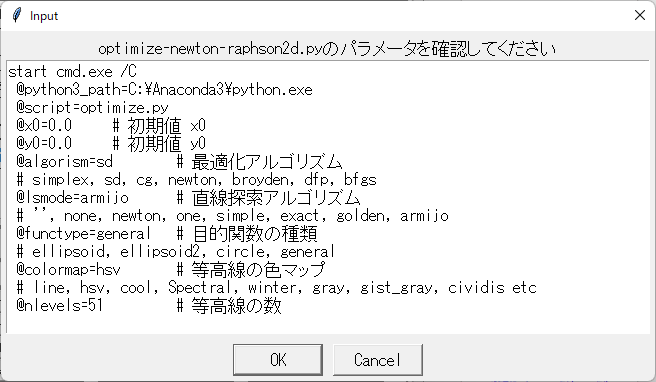 Input
optimize-newton-raphson2d.pyのパラメータを確認してください
start cmd.exe /C
@python3_path=C:¥Anaconda3¥python.exe
@script=optimize.py
@x0=0.0 # 初期値 x0
@y0=0.0 # 初期値 y0
@algorism=sd # 最適化アルゴリズム
# simplex, sd, cg, newton, broyden, dfp, bfgs
@lsmode=armijo # 直線探索アルゴリズム
# '', none, newton, one, simple, exact, golden, armijo
@functype=general # 目的関数の種類
# ellipsoid, ellipsoid2, circle, general
@colormap=hsv # 等高線の色マップ
# line, hsv, cool, Spectral, winter, gray, gist_gray, cividis etc
@nlevels=51 # 等高線の数
OK Cancel